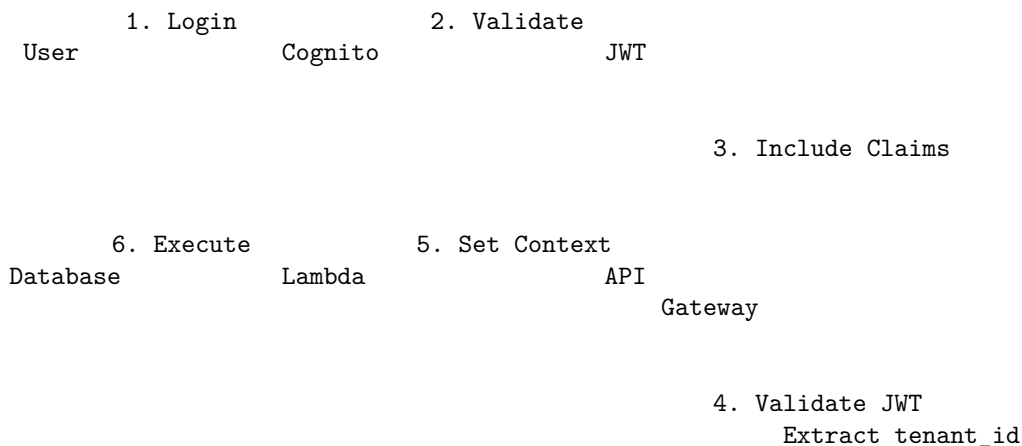 1. Login 2. Validate
User Cognito JWT
3. Include Claims
6. Execute 5. Set Context
Database Lambda API
Gateway
4. Validate JWT
Extract tenant_id